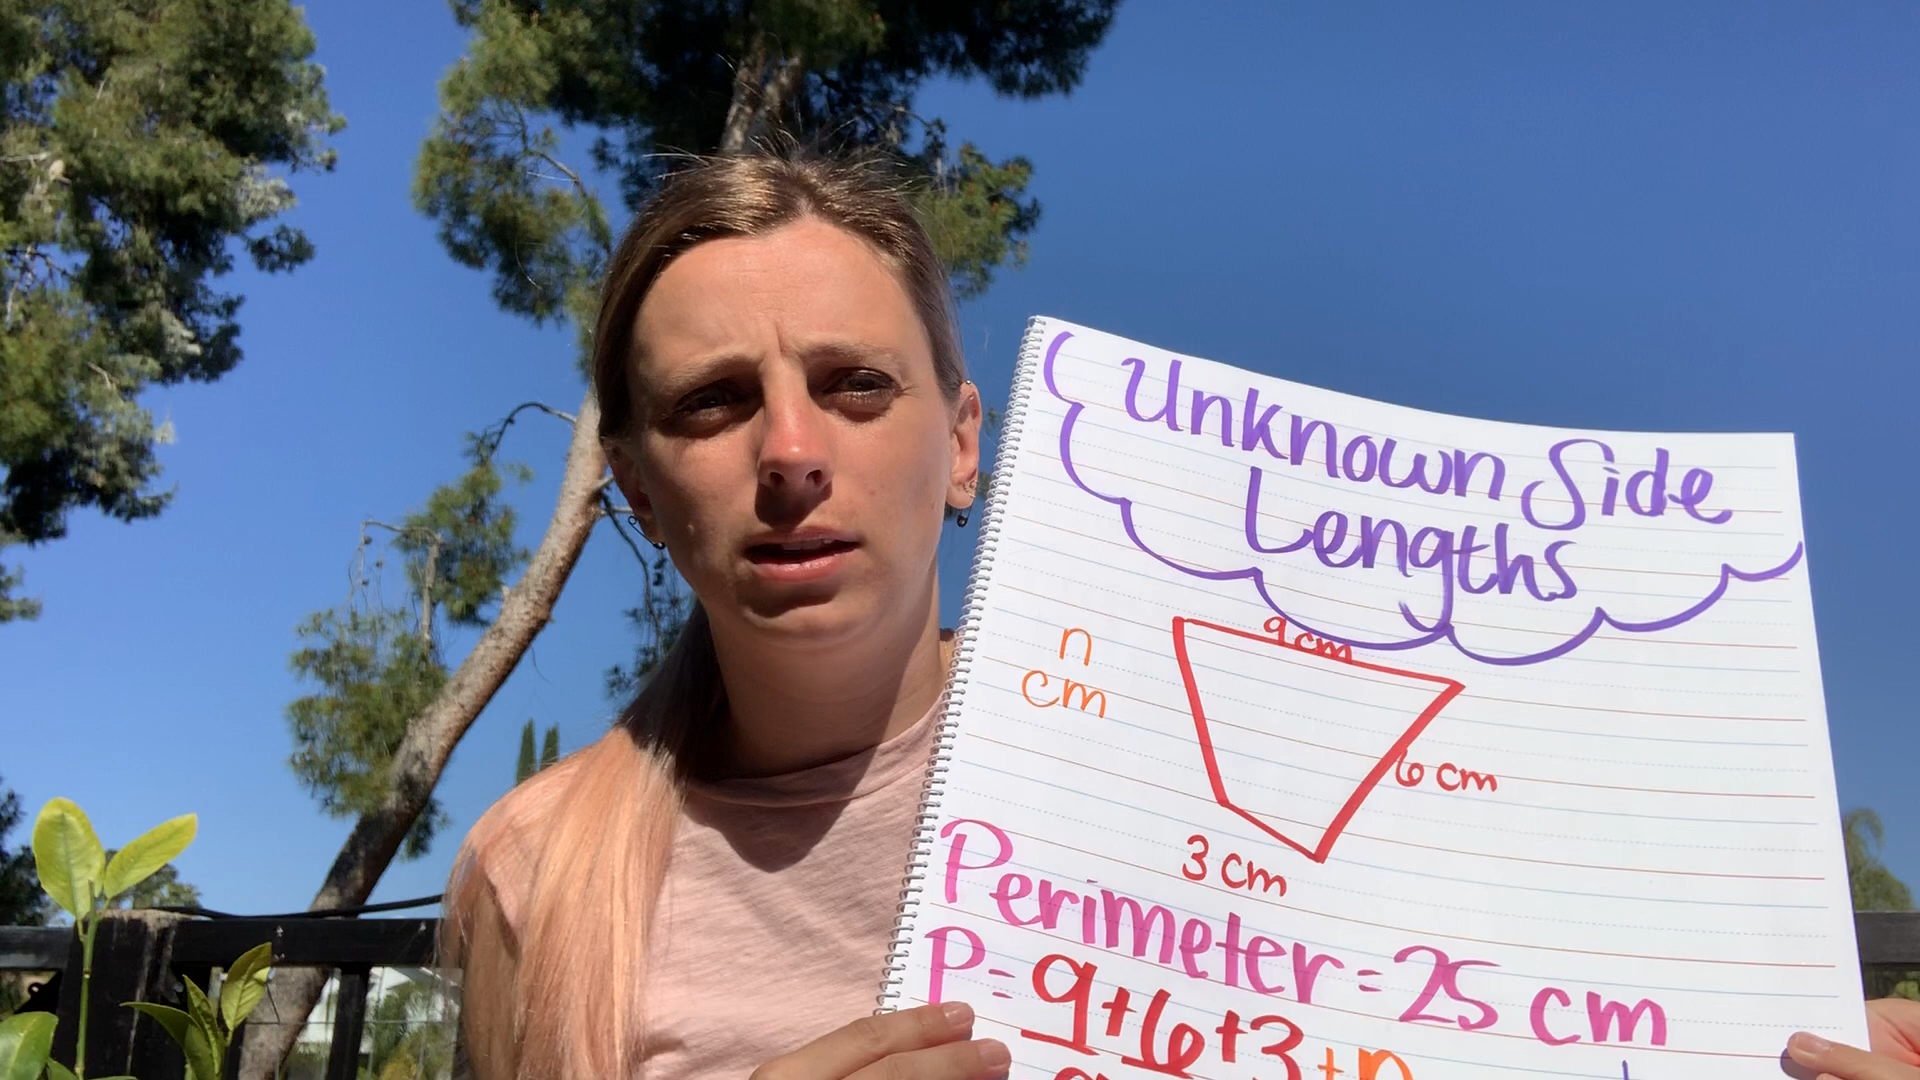 Unknown Side
Lengths
9 cm
n
cm
6 cm
3 cm
Perimeter = 25 cm
P = 9 + 6 + 3 + n